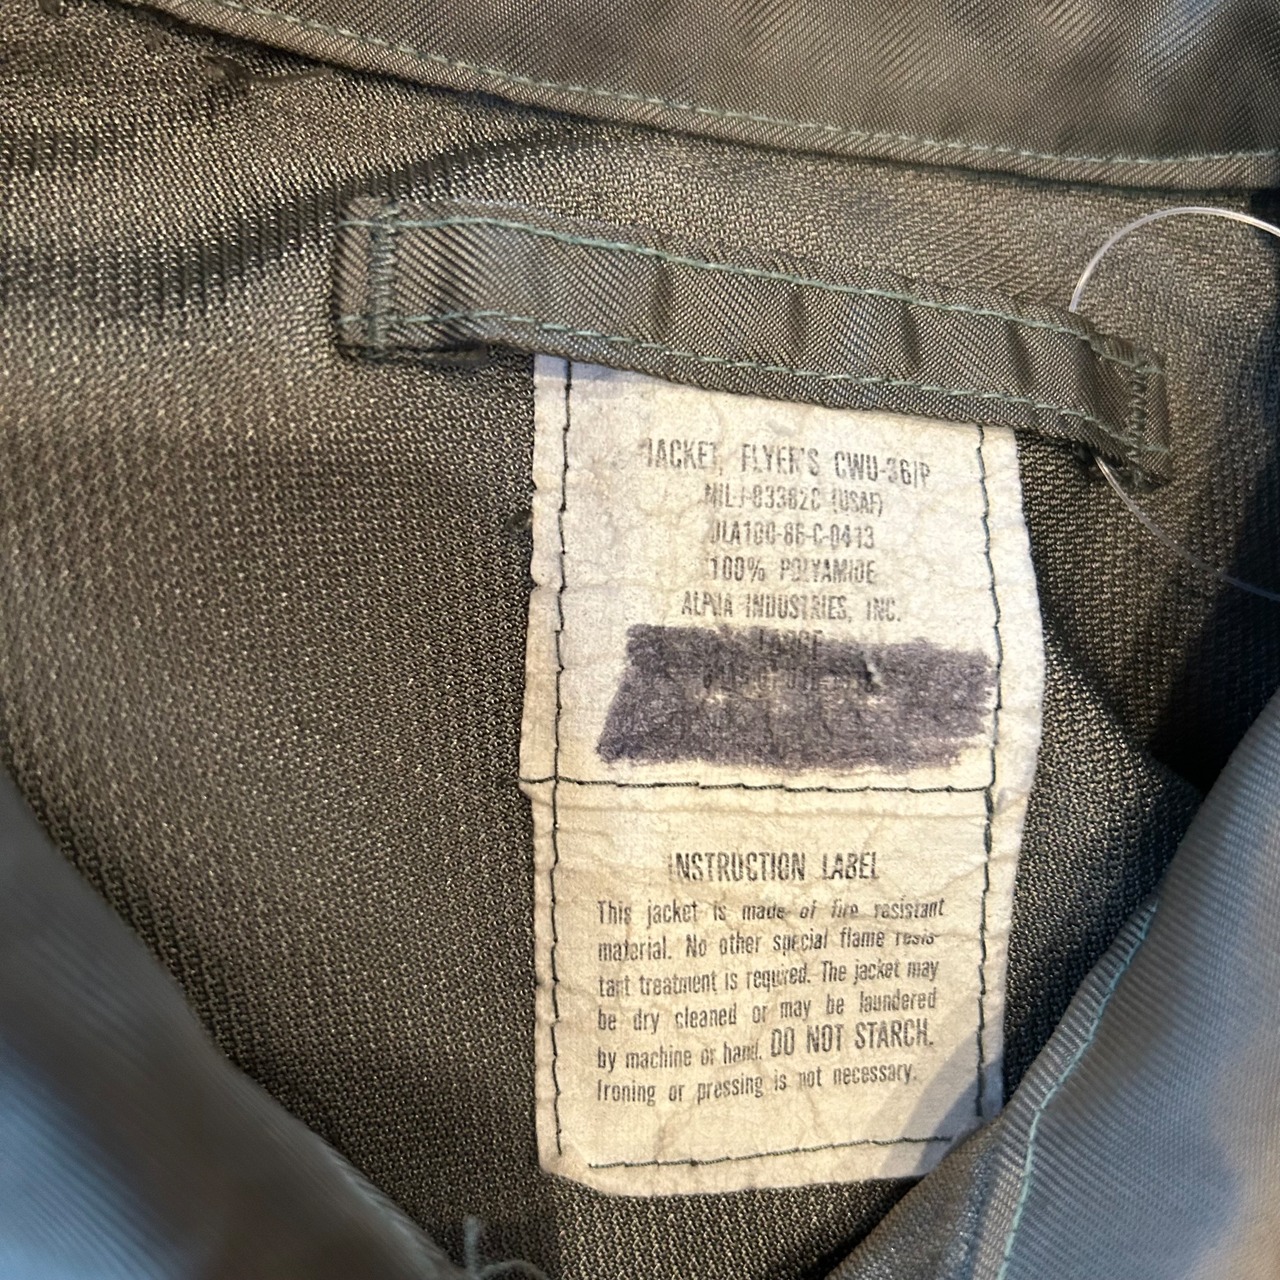 JACKET, FLYER'S CWU-36/P
MIL-J-83382C (USAF)
DLA100-86-C-0413
100% POLYAMIDE
ALPHA INDUSTRIES, INC.
LARGE
INSTRUCTION LABEL
This jacket is made of fire resistant
material. No other special flame resis-
tant treatment is required. The jacket may
be dry cleaned or may be laundered
by machine or hand. DO NOT STARCH.
Ironing or pressing is not necessary.